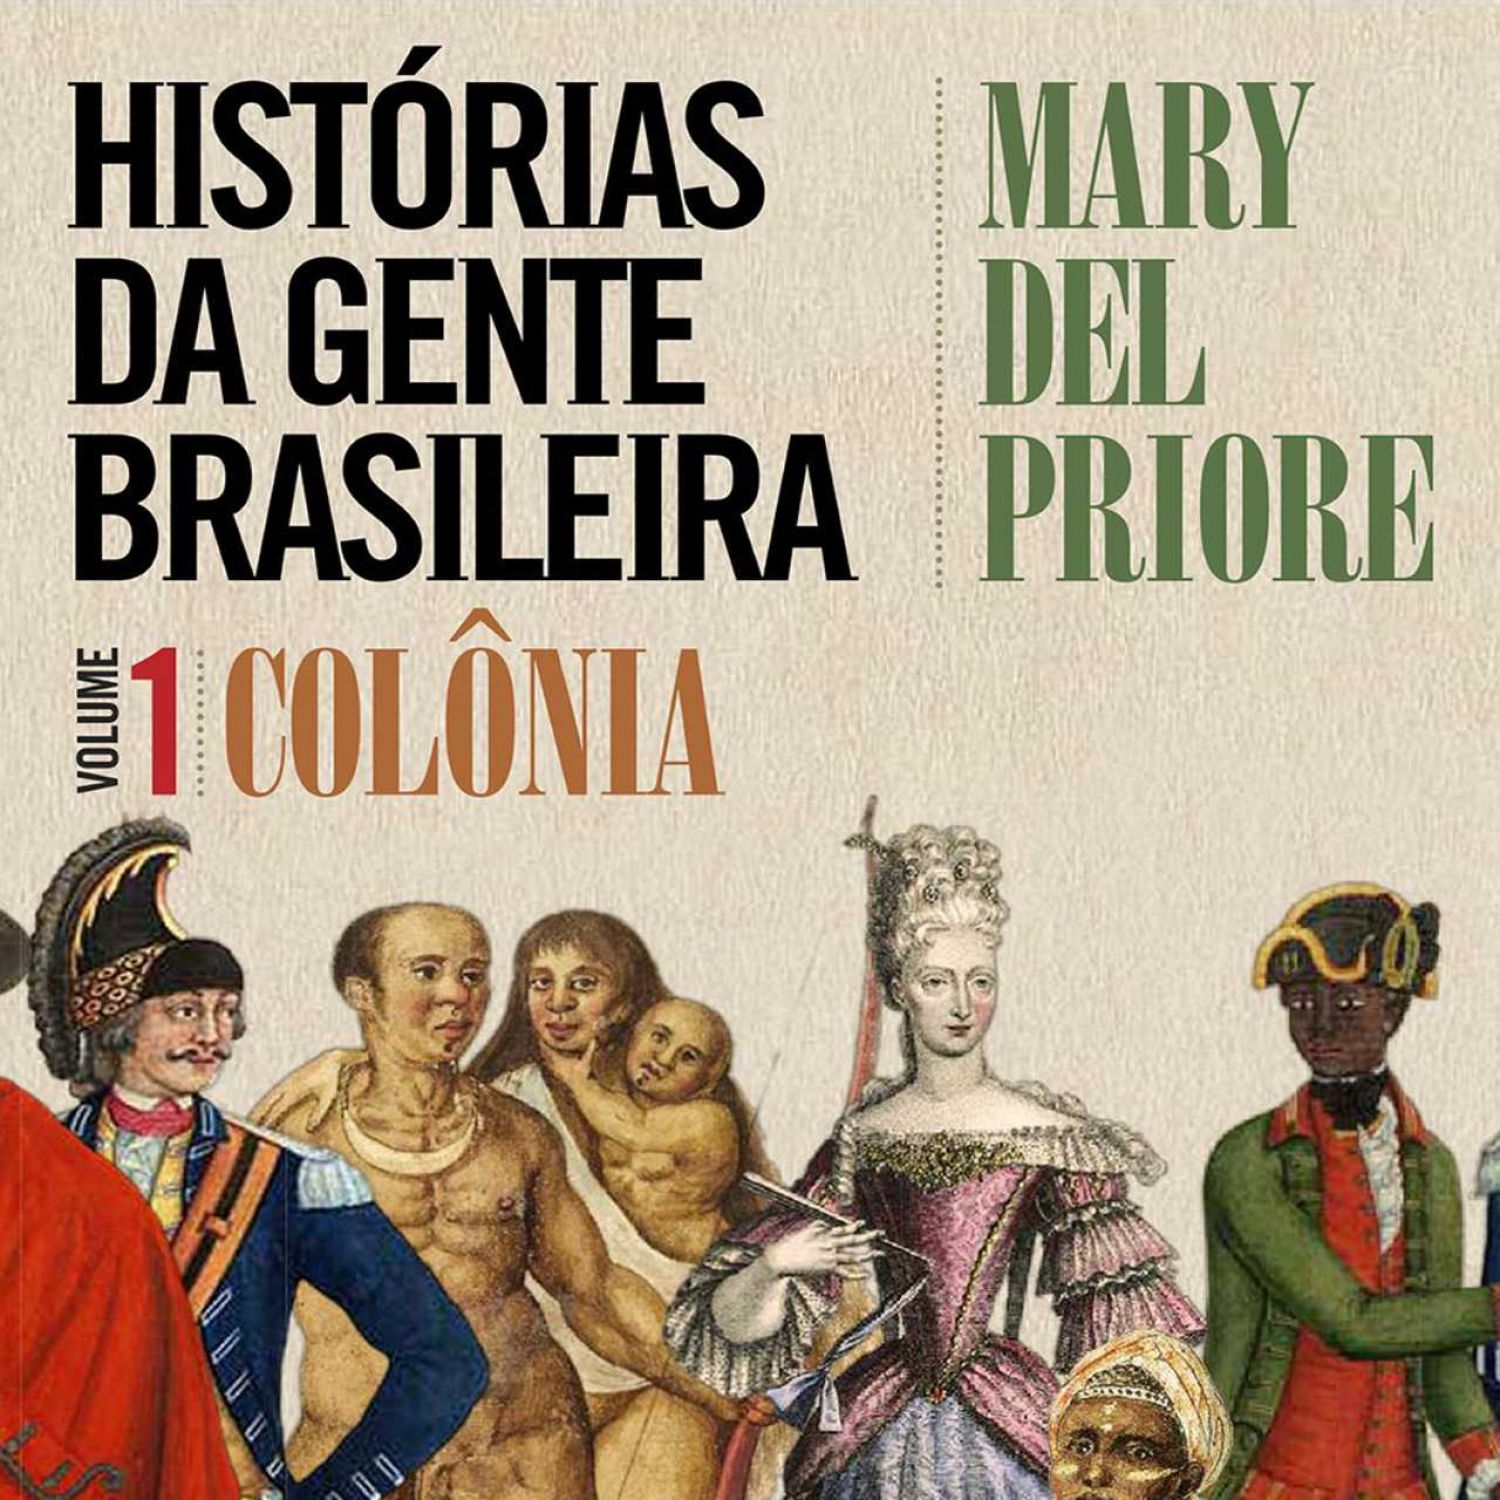 HISTÓRIAS
DA GENTE
BRASILEIRA
VOLUME 1 COLÔNIA
MARY
DEL
PRIORE